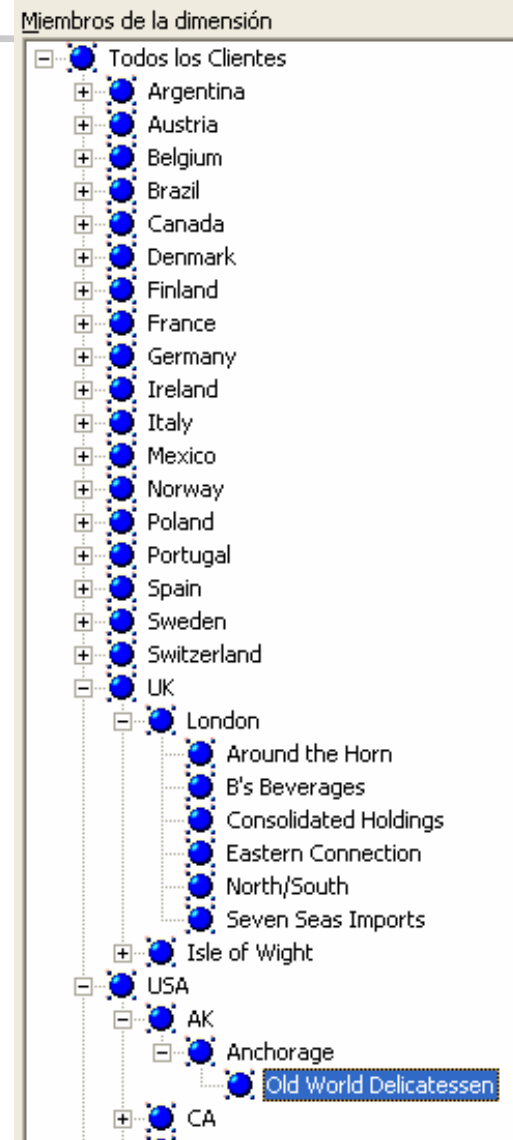 Miembros de la dimensión
Todos los Clientes
Argentina
Austria
Belgium
Brazil
Canada
Denmark
Finland
France
Germany
Ireland
Italy
Mexico
Norway
Poland
Portugal
Spain
Sweden
Switzerland
UK
London
Around the Horn
B's Beverages
Consolidated Holdings
Eastern Connection
North/South
Seven Seas Imports
Isle of Wight
USA
AK
Anchorage
Old World Delicatessen
CA